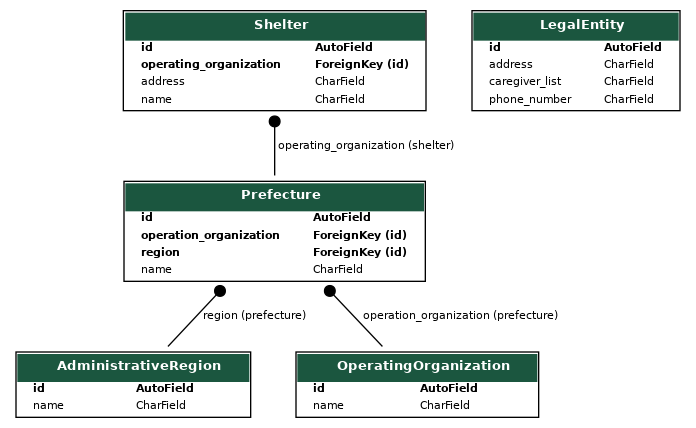 Shelter
id AutoField
operating_organization ForeignKey (id)
address CharField
name CharField
LegalEntity
id AutoField
address CharField
caregiver_list CharField
phone_number CharField
operating_organization (shelter)
Prefecture
id AutoField
operation_organization ForeignKey (id)
region ForeignKey (id)
name CharField
region (prefecture)
operation_organization (prefecture)
AdministrativeRegion
id AutoField
name CharField
OperatingOrganization
id AutoField
name CharField